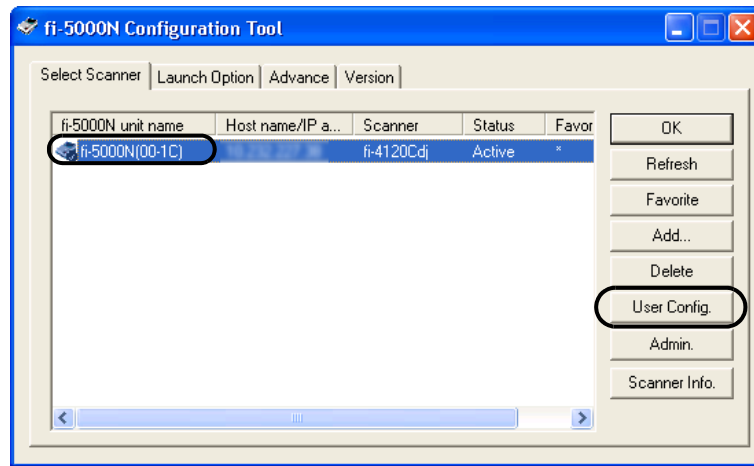 fi-5000N Configuration Tool
Select Scanner Launch Option Advance Version
fi-5000N unit name Host name/IP a... Scanner Status Favor
fi-5000N(00-1C) fi-4120Cdj Active *
OK
Refresh
Favorite
Add...
Delete
User Config.
Admin.
Scanner Info.